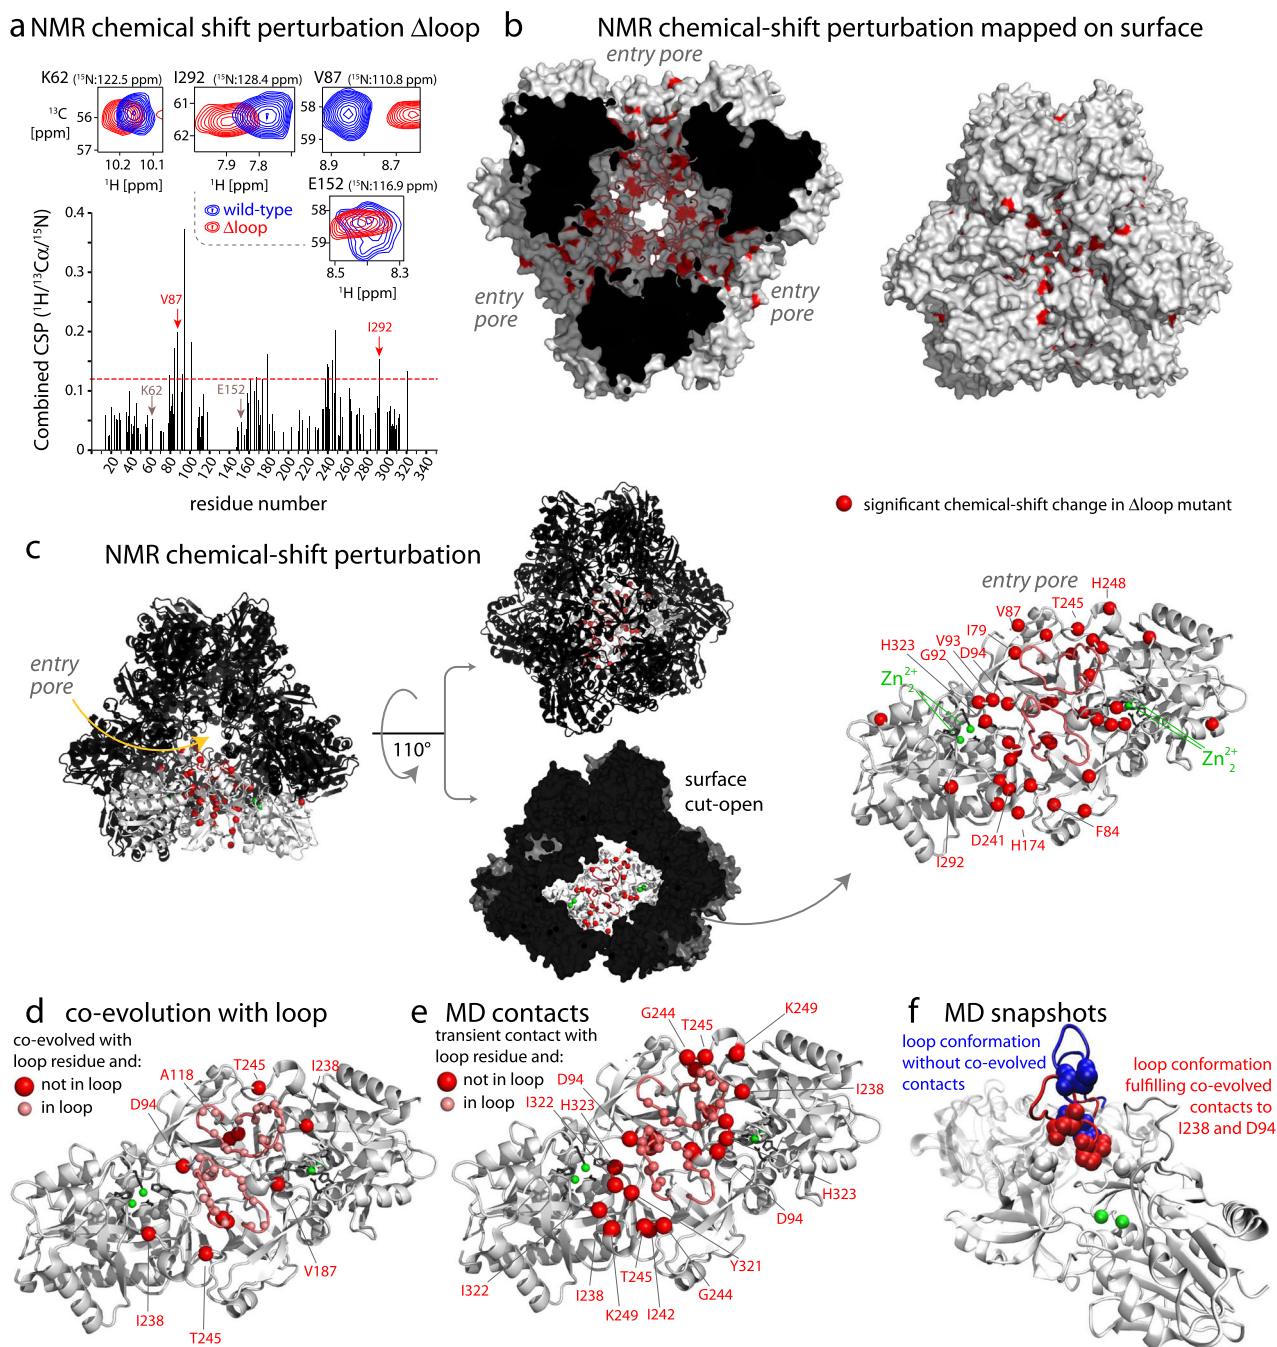 a NMR chemical shift perturbation Δloop
K62 (15N:122.5 ppm) I292 (15N:128.4 ppm) V87 (15N:110.8 ppm)
13C
[ppm]
56
57
61
62
58
59
10.2 10.1
7.9 7.8
8.9 8.7
1H [ppm]
1H [ppm]
E152 (15N:116.9 ppm)
wild-type
Δloop
58
59
8.5 8.3
1H [ppm]
Combined CSP (1H/13Cα/15N)
0.4
0.3
0.2
0.1
0
V87
I292
K62
E152
20 40 60 80 100 120 140 160 180 200 220 240 260 280 300 320 340
residue number
b NMR chemical-shift perturbation mapped on surface
entry pore
entry
pore
entry
pore
significant chemical-shift change in Δloop mutant
c NMR chemical-shift perturbation
entry
pore
110°
surface
cut-open
entry pore
H248
V87
T245
I79
V93
H323
D94
G92
Zn2+2
Zn2+2
D241
H174
F84
I292
d co-evolution with loop
co-evolved with
loop residue and:
not in loop
in loop
T245
I238
A118
D94
V187
I238
T245
e MD contacts
transient contact with
loop residue and:
not in loop
in loop
G244
T245
K249
D94
I322
H323
I238
H323
D94
Y321
G244
T245
I322
I238
K249
I242
f MD snapshots
loop conformation
without co-evolved
contacts
loop conformation
fulfilling co-evolved
contacts to
I238 and D94